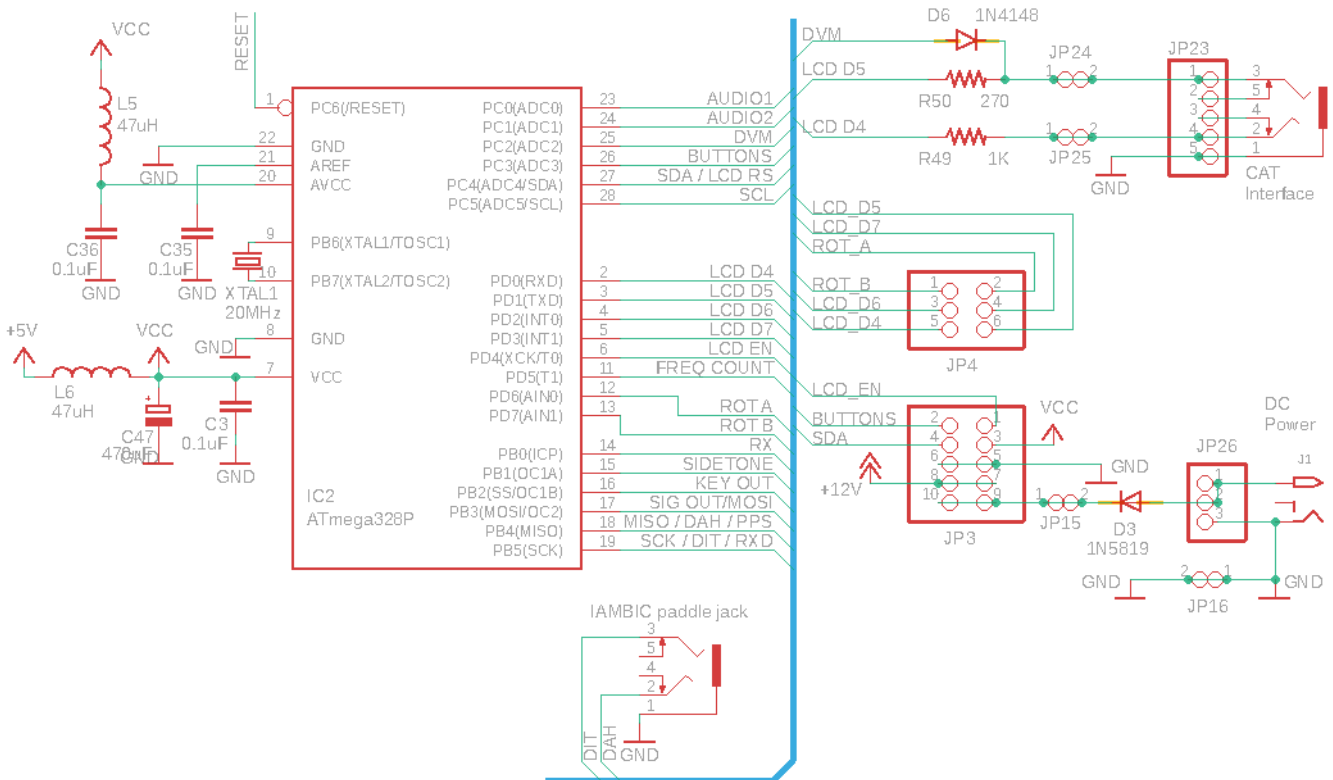 VCC
L5
47uH
RESET
1
PC6(/RESET)
22
GND
21
AREF
20
AVCC
GND
C36
0.1uF
GND
C35
0.1uF
GND
9
PB6(XTAL1/TOSC1)
10
PB7(XTAL2/TOSC2)
XTAL1
20MHz
8
GND
GND
7
VCC
+5V
VCC
L6
47uH
+
C47
470uF
GND
C3
0.1uF
GND
IC2
ATmega328P
PC0(ADC0) 23 AUDIO1
PC1(ADC1) 24 AUDIO2
PC2(ADC2) 25 DVM
PC3(ADC3) 26 BUTTONS
PC4(ADC4/SDA) 27 SDA / LCD RS
PC5(ADC5/SCL) 28 SCL
PD0(RXD) 2 LCD D4
PD1(TXD) 3 LCD D5
PD2(INT0) 4 LCD D6
PD3(INT1) 5 LCD D7
PD4(XCK/T0) 6 LCD EN
PD5(T1) 11 FREQ COUNT
PD6(AIN0) 12 ROT A
PD7(AIN1) 13 ROT B
PB0(ICP) 14 RX
PB1(OC1A) 15 SIDETONE
PB2(SS/OC1B) 16 KEY OUT
PB3(MOSI/OC2) 17 SIG OUT/MOSI
PB4(MISO) 18 MISO / DAH / PPS
PB5(SCK) 19 SCK / DIT / RXD
IAMBIC paddle jack
3
5
4
2
1
DIT
DAH
GND
D6 1N4148
DVM
LCD D5
R50 270
JP24
1 2
LCD D4
R49 1K
1 2
JP25
JP23
1
2
3
4
5
GND
3
5
4
2
1
CAT
Interface
LCD_D5
LCD_D7
ROT_A
ROT_B
LCD_D6
LCD_D4
1 2
3 4
5 6
JP4
LCD_EN
BUTTONS
SDA
+12V
2 1
4 3
6 5
8 7
10 9
JP3
VCC
GND
1 2
JP15
D3
1N5819
JP26
1
2
3
DC
Power
J1
GND
2 1
JP16
GND